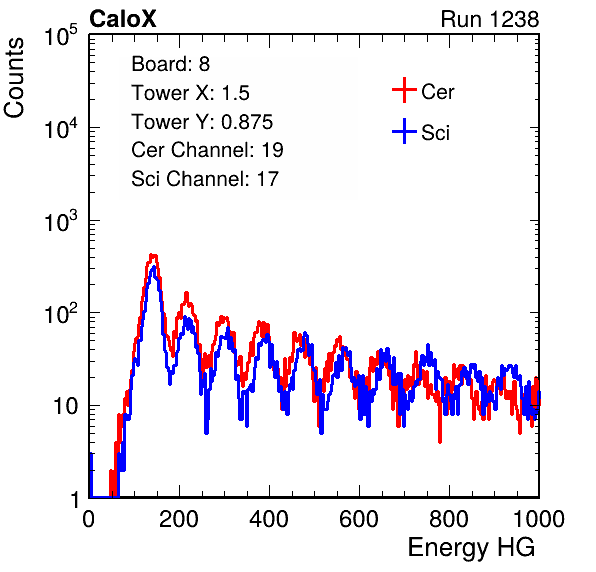 CaloX Run 1238
Counts
Board: 8
Tower X: 1.5
Tower Y: 0.875
Cer Channel: 19
Sci Channel: 17
Cer
Sci
10^5
10^4
10^3
10^2
10
1
0 200 400 600 800 1000
Energy HG